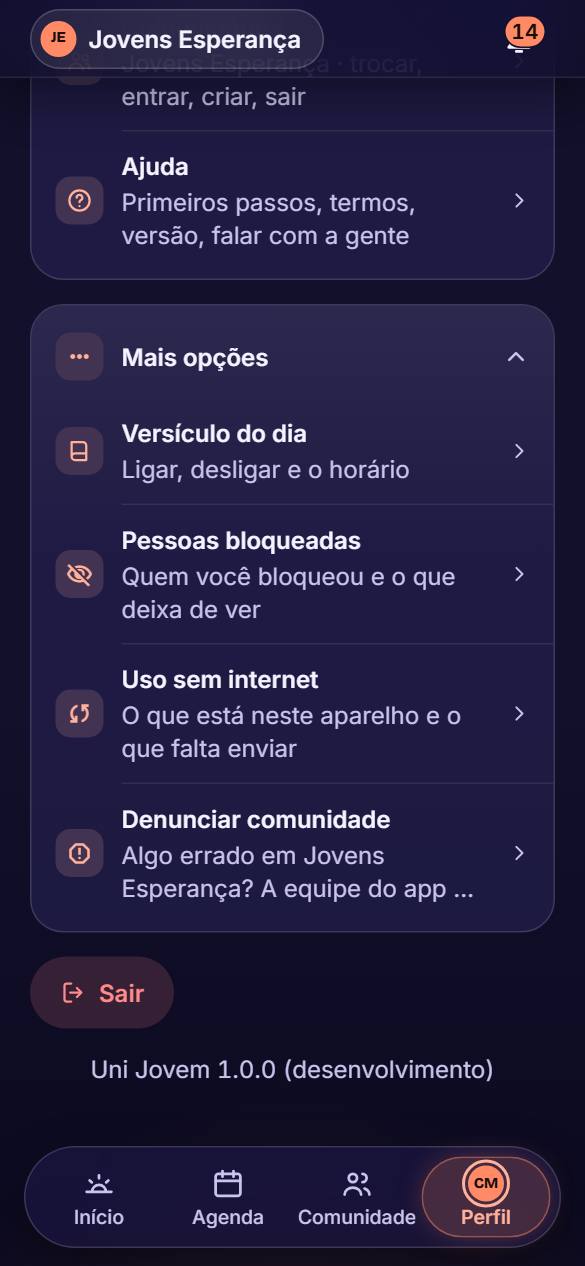 JE Jovens Esperança
14
Jovens Esperança · trocar,
entrar, criar, sair
Ajuda
Primeiros passos, termos,
versão, falar com a gente
Mais opções
Versículo do dia
Ligar, desligar e o horário
Pessoas bloqueadas
Quem você bloqueou e o que
deixa de ver
Uso sem internet
O que está neste aparelho e o
que falta enviar
Denunciar comunidade
Algo errado em Jovens
Esperança? A equipe do app ...
Sair
Uni Jovem 1.0.0 (desenvolvimento)
CM
Início Agenda Comunidade Perfil